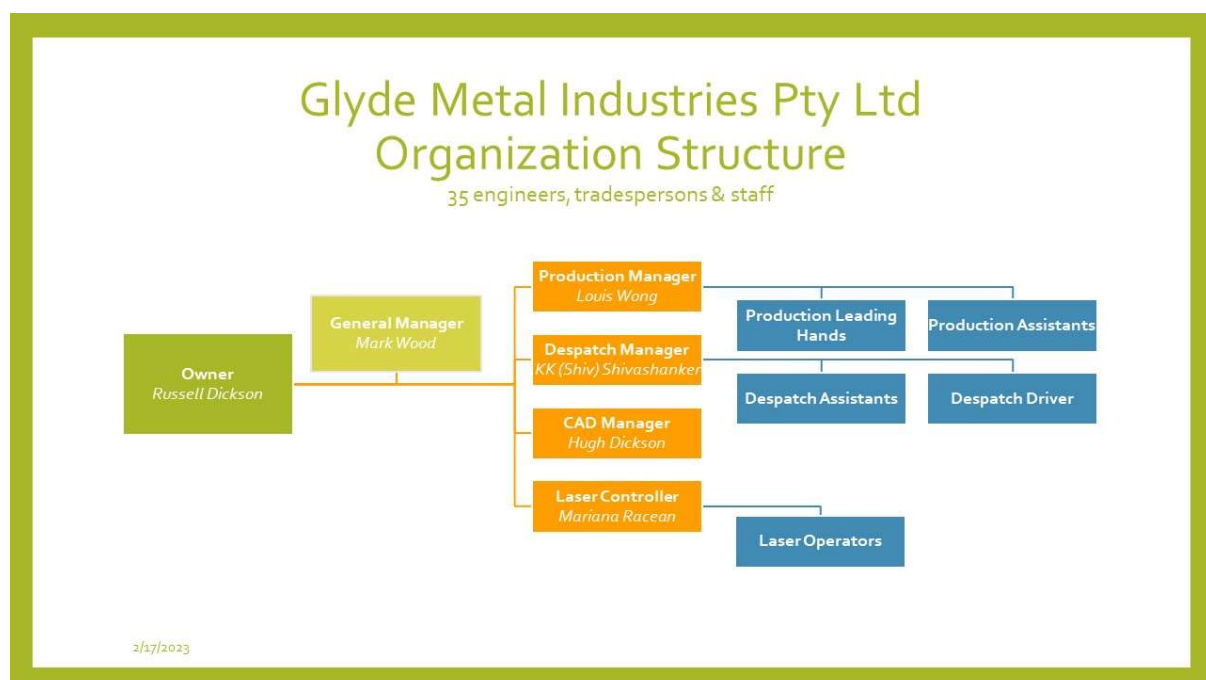 Glyde Metal Industries Pty Ltd
Organization Structure
35 engineers, tradespersons & staff
Owner
Russell Dickson
General Manager
Mark Wood
Production Manager
Louis Wong
Production Leading
Hands
Production Assistants
Despatch Manager
KK (Shiv) Shivashanker
Despatch Assistants
Despatch Driver
CAD Manager
Hugh Dickson
Laser Controller
Mariana Racean
Laser Operators
2/17/2023